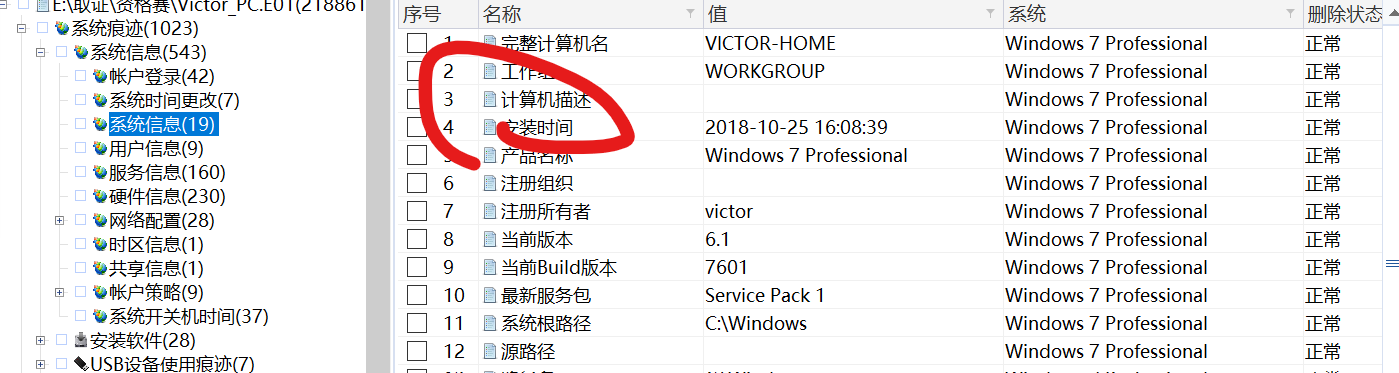 E:\取证\资格赛\Victor_PC.E01(218861
系统痕迹(1023)
系统信息(543)
帐户登录(42)
系统时间更改(7)
系统信息(19)
用户信息(9)
服务信息(160)
硬件信息(230)
网络配置(28)
时区信息(1)
共享信息(1)
帐户策略(9)
系统开关机时间(37)
安装软件(28)
USB设备使用痕迹(7)
序号 名称 值 系统 删除状态
1 完整计算机名 VICTOR-HOME Windows 7 Professional 正常
2 工作组 WORKGROUP Windows 7 Professional 正常
3 计算机描述 Windows 7 Professional 正常
4 安装时间 2018-10-25 16:08:39 Windows 7 Professional 正常
5 产品名称 Windows 7 Professional Windows 7 Professional 正常
6 注册组织 Windows 7 Professional 正常
7 注册所有者 victor Windows 7 Professional 正常
8 当前版本 6.1 Windows 7 Professional 正常
9 当前Build版本 7601 Windows 7 Professional 正常
10 最新服务包 Service Pack 1 Windows 7 Professional 正常
11 系统根路径 C:\Windows Windows 7 Professional 正常
12 源路径 Windows 7 Professional 正常